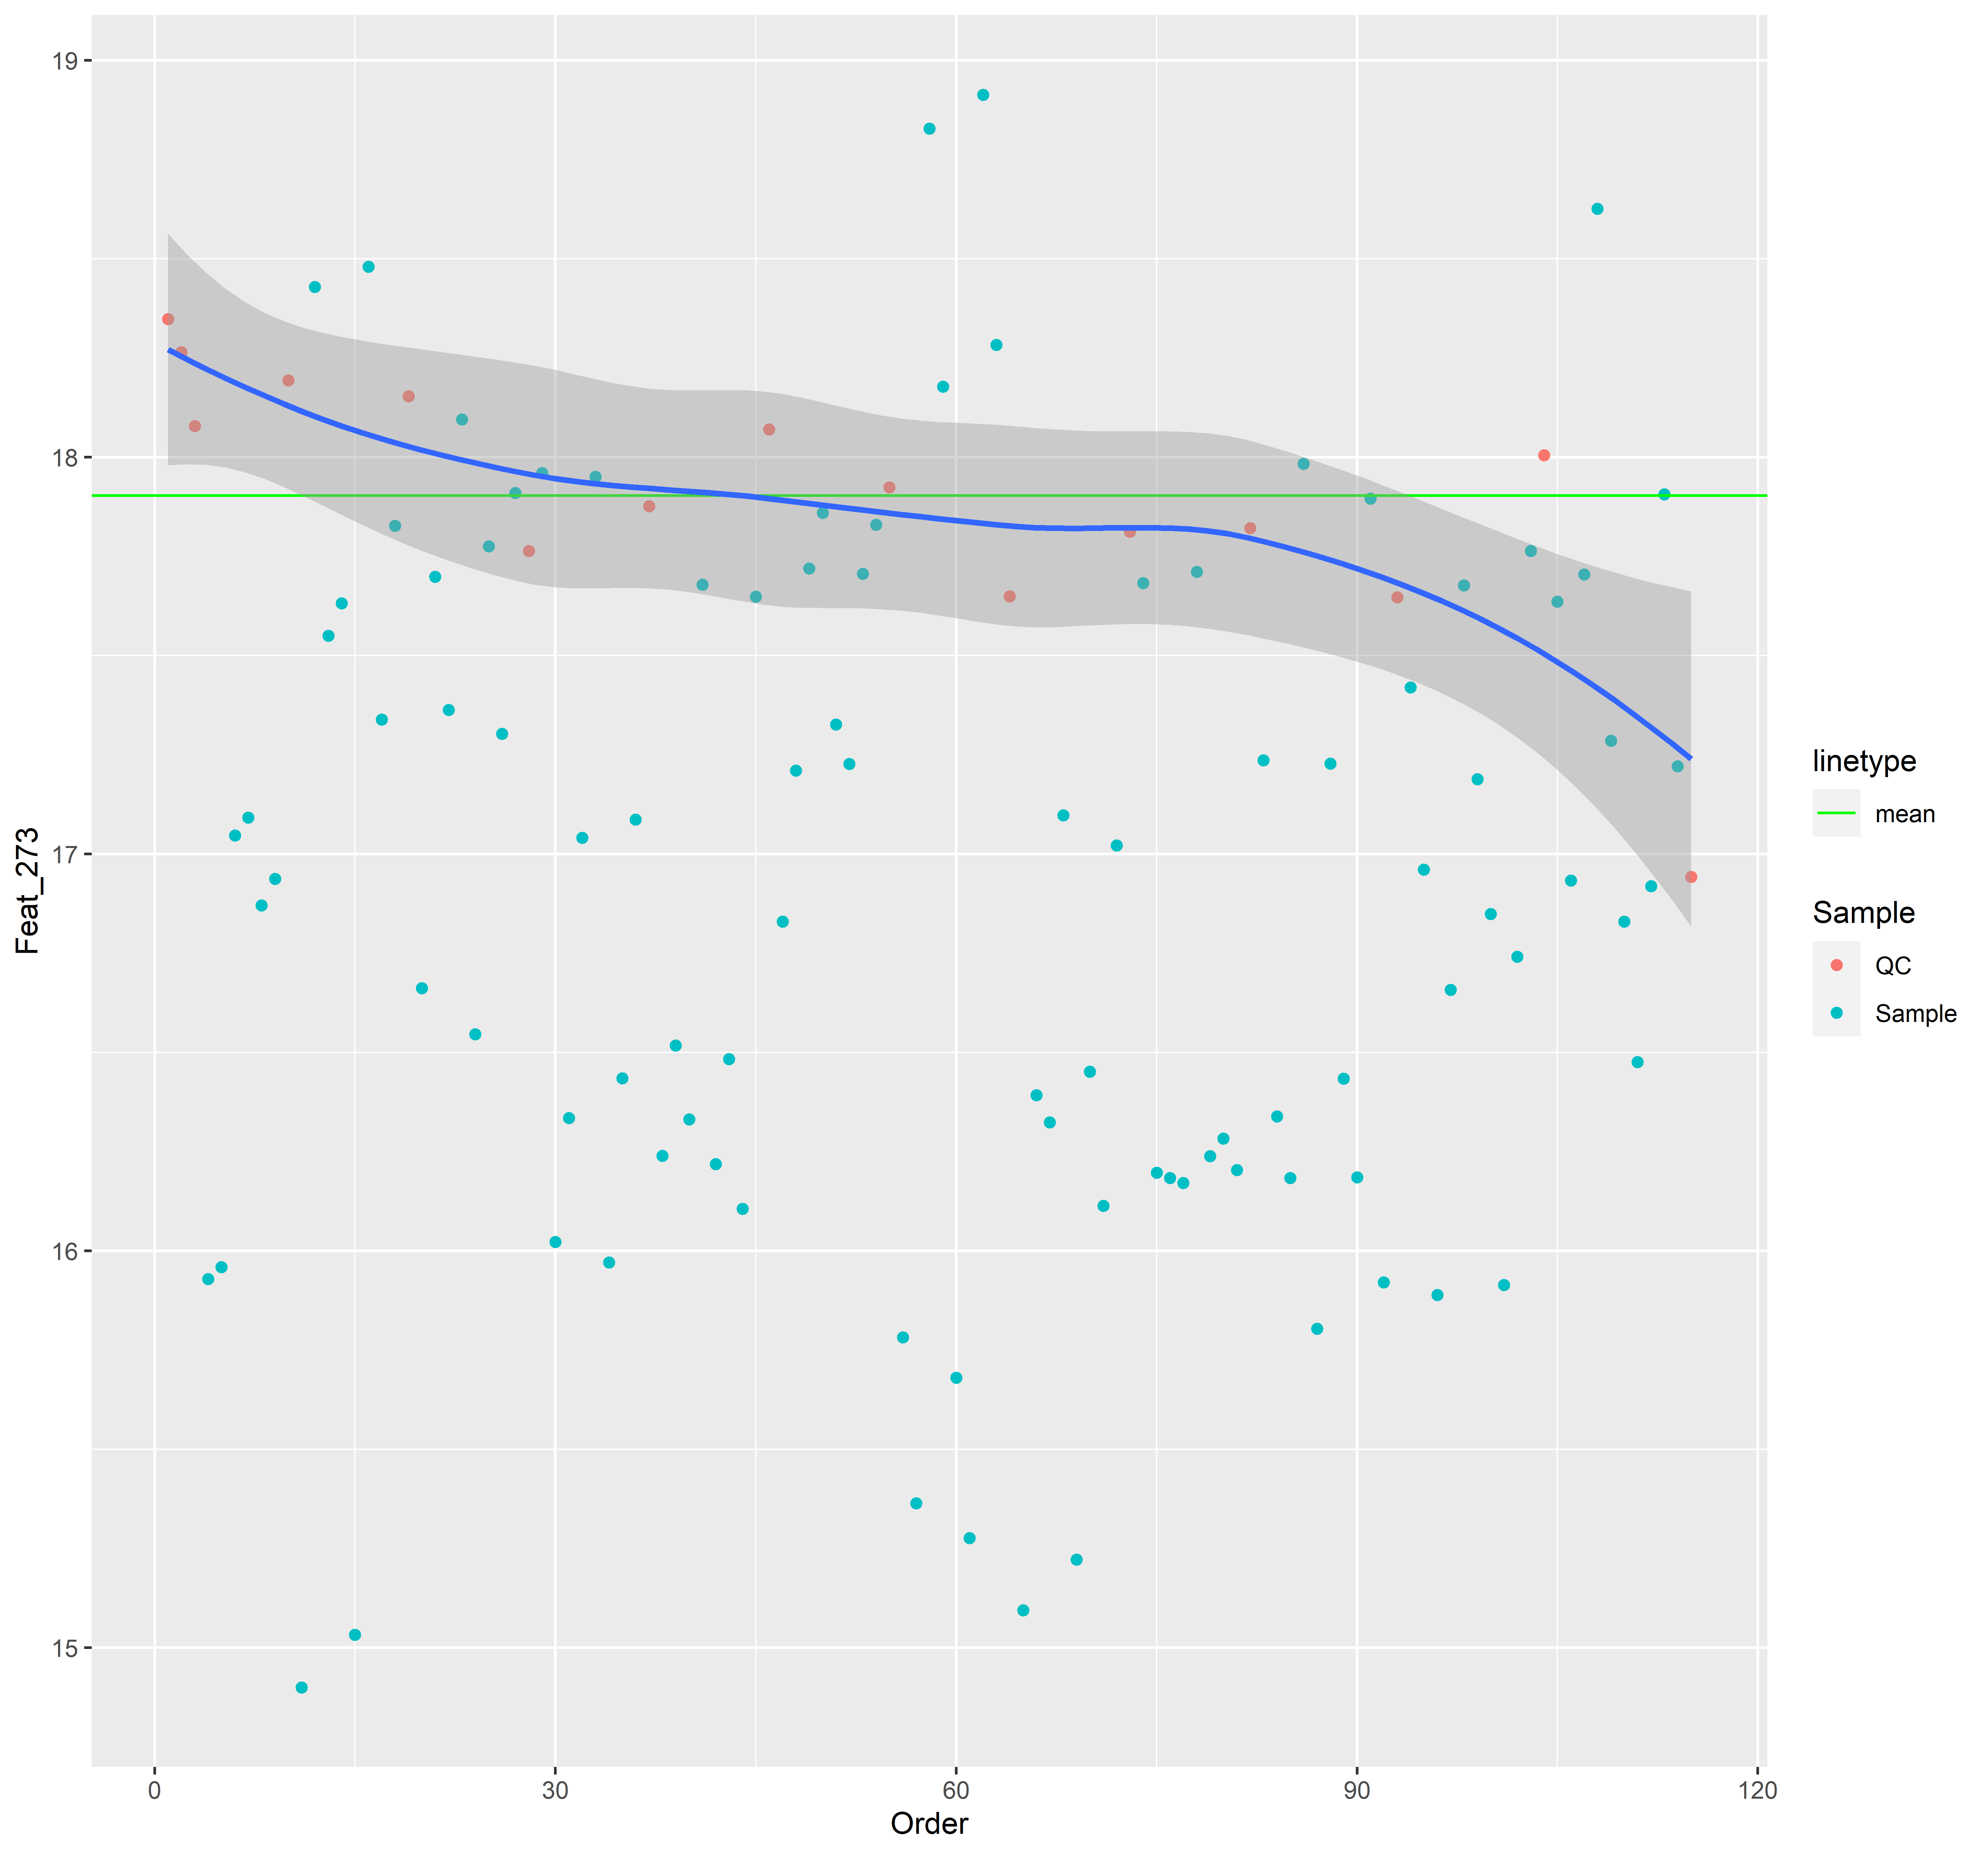 19
18
17
16
15
Feat_273
0 30 60 90 120
Order
linetype
mean
Sample
QC
Sample